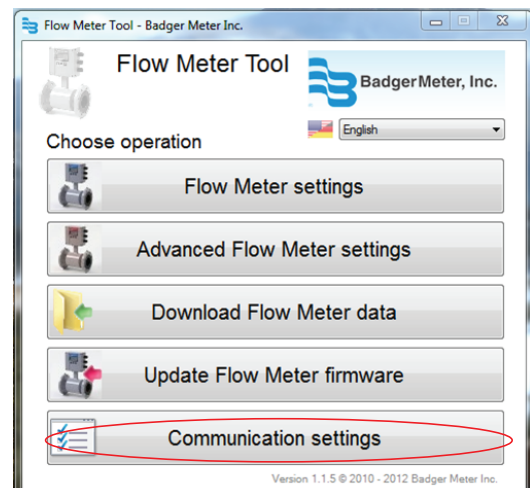 Flow Meter Tool - Badger Meter Inc.
Flow Meter Tool
BadgerMeter, Inc.
English
Choose operation
Flow Meter settings
Advanced Flow Meter settings
Download Flow Meter data
Update Flow Meter firmware
Communication settings
Version 1.1.5 © 2010 - 2012 Badger Meter Inc.